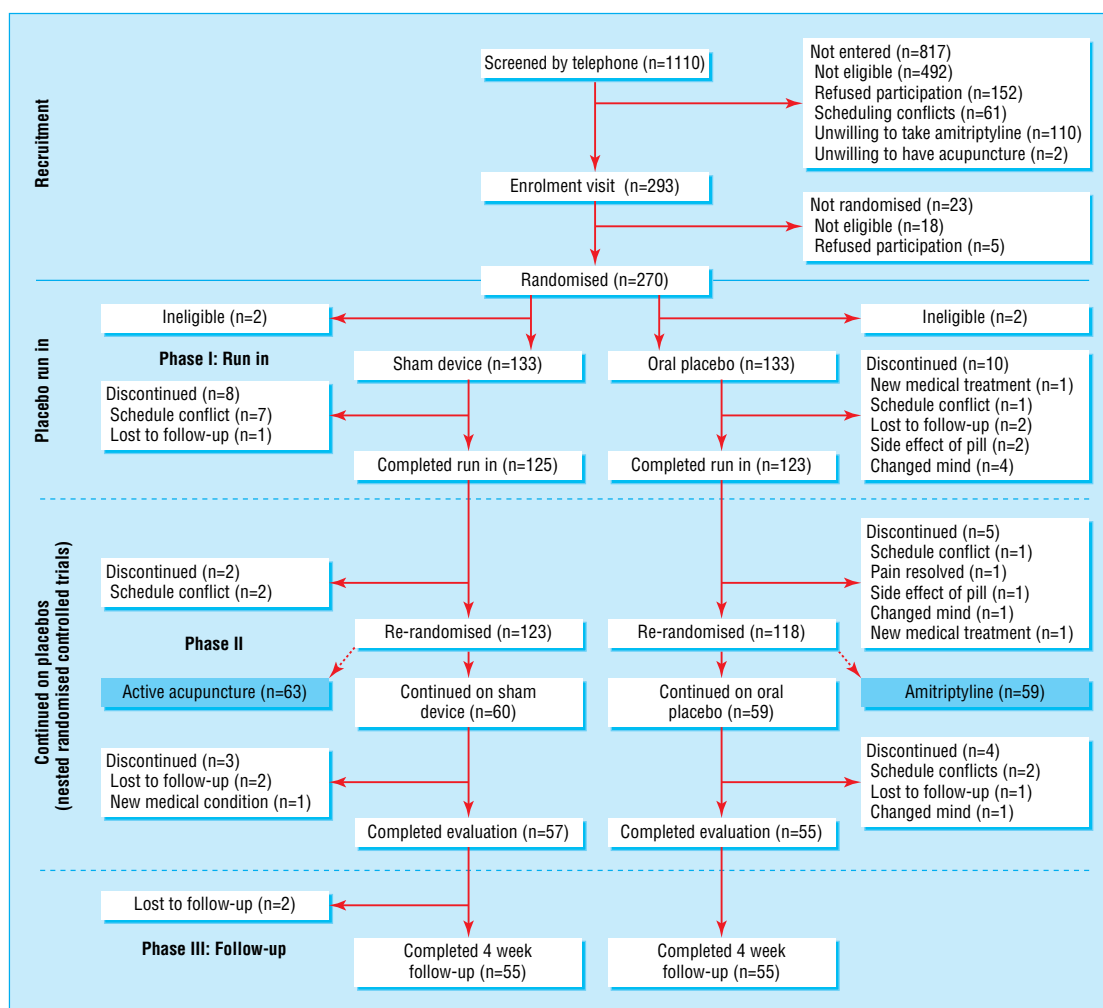 Recruitment
Screened by telephone (n=1110)
Not entered (n=817)
Not eligible (n=492)
Refused participation (n=152)
Scheduling conflicts (n=61)
Unwilling to take amitriptyline (n=110)
Unwilling to have acupuncture (n=2)
Enrolment visit (n=293)
Not randomised (n=23)
Not eligible (n=18)
Refused participation (n=5)
Randomised (n=270)
Placebo run in
Ineligible (n=2)
Ineligible (n=2)
Phase I: Run in
Sham device (n=133)
Oral placebo (n=133)
Discontinued (n=8)
Schedule conflict (n=7)
Lost to follow-up (n=1)
Discontinued (n=10)
New medical treatment (n=1)
Schedule conflict (n=1)
Lost to follow-up (n=2)
Side effect of pill (n=2)
Changed mind (n=4)
Completed run in (n=125)
Completed run in (n=123)
Continued on placebos
(nested randomised controlled trials)
Discontinued (n=2)
Schedule conflict (n=2)
Discontinued (n=5)
Schedule conflict (n=1)
Pain resolved (n=1)
Side effect of pill (n=1)
Changed mind (n=1)
New medical treatment (n=1)
Phase II
Re-randomised (n=123)
Re-randomised (n=118)
Active acupuncture (n=63)
Continued on sham
device (n=60)
Continued on oral
placebo (n=59)
Amitriptyline (n=59)
Discontinued (n=3)
Lost to follow-up (n=2)
New medical condition (n=1)
Discontinued (n=4)
Schedule conflicts (n=2)
Lost to follow-up (n=1)
Changed mind (n=1)
Completed evaluation (n=57)
Completed evaluation (n=55)
Lost to follow-up (n=2)
Phase III: Follow-up
Completed 4 week
follow-up (n=55)
Completed 4 week
follow-up (n=55)